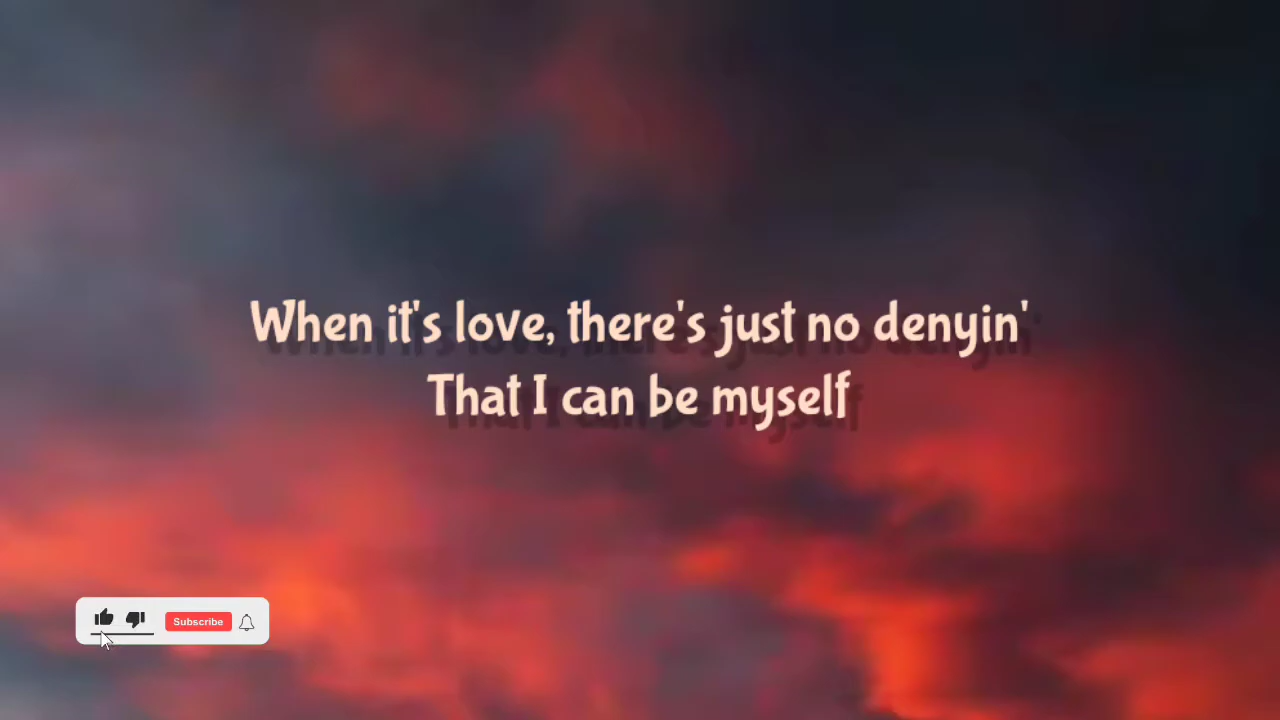 When it's love, there's just no denyin'
That I can be myself
Subscribe